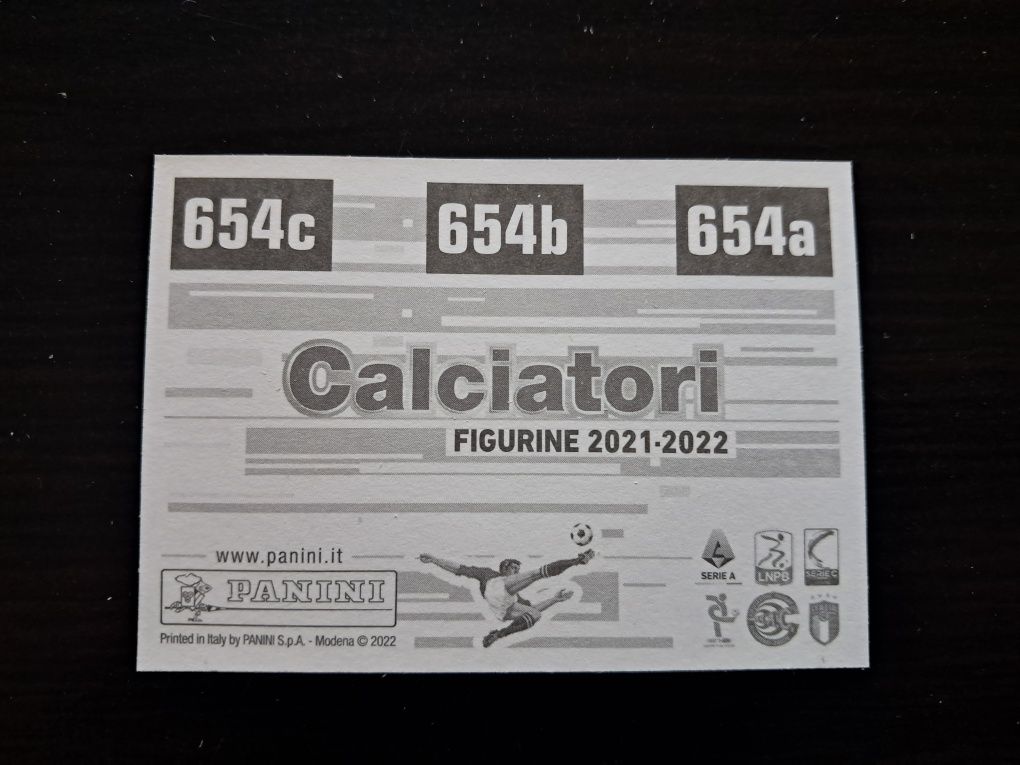 654c 654b 654a
Calciatori
FIGURINE 2021-2022
www.panini.it
PANINI
Printed in Italy by PANINI S.p.A. - Modena © 2022
SERIE A
LNPB
SERIE C